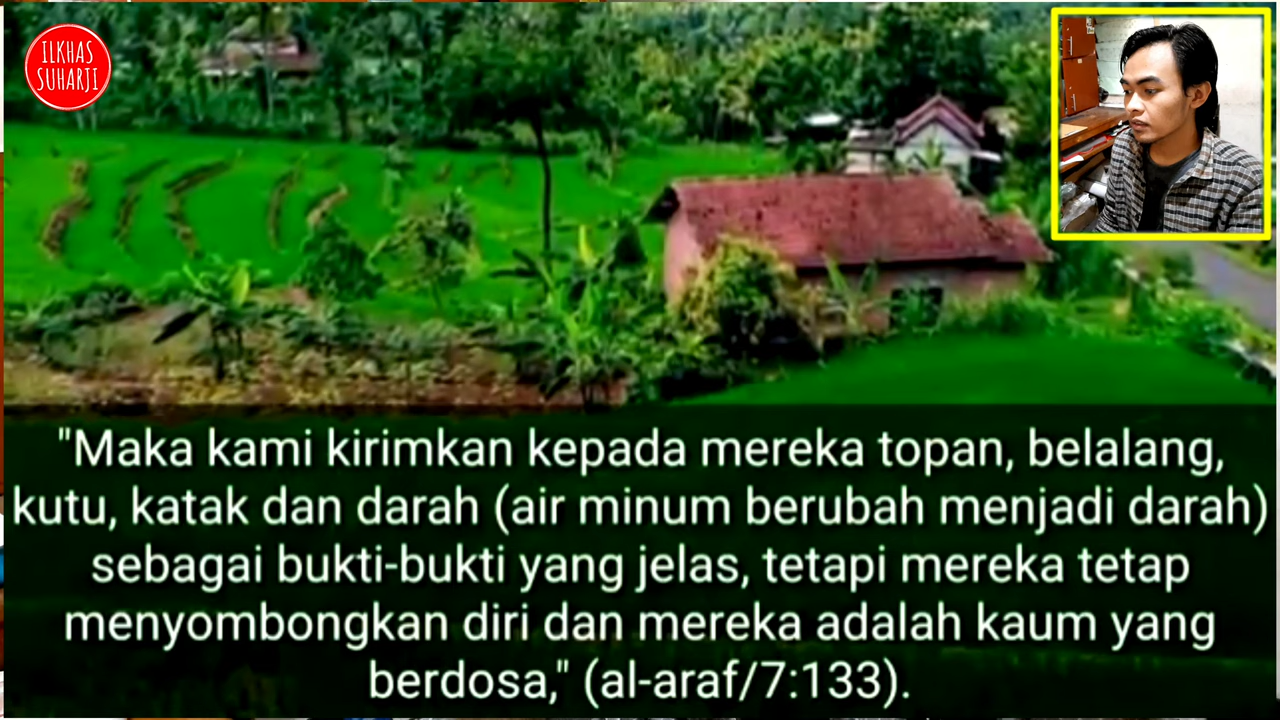 ILKHAS
SUHARJI
"Maka kami kirimkan kepada mereka topan, belalang,
kutu, katak dan darah (air minum berubah menjadi darah)
sebagai bukti-bukti yang jelas, tetapi mereka tetap
menyombongkan diri dan mereka adalah kaum yang
berdosa," (al-araf/7:133).